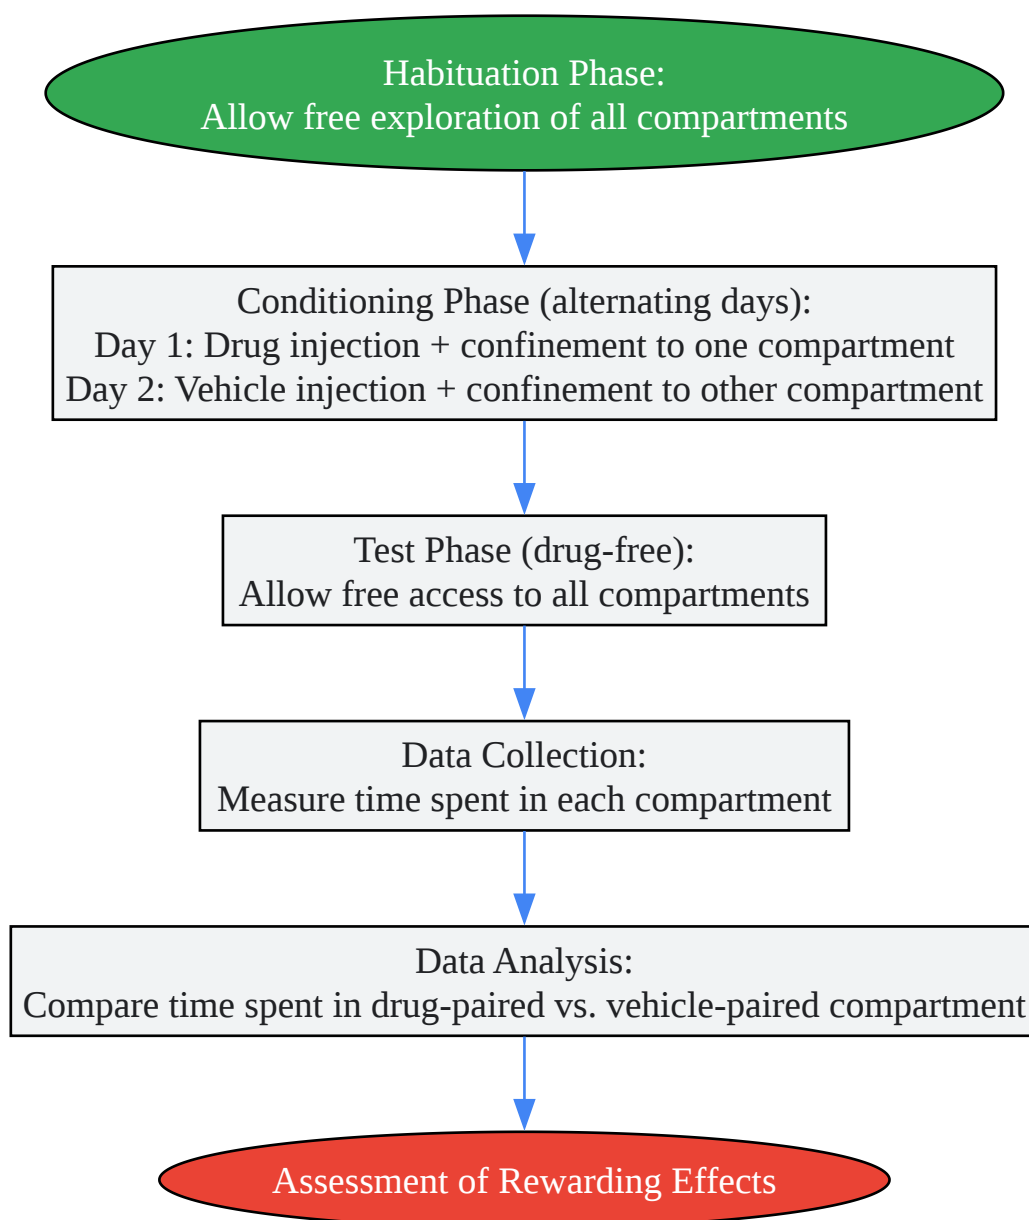 Habituation Phase:
Allow free exploration of all compartments
Conditioning Phase (alternating days):
Day 1: Drug injection + confinement to one compartment
Day 2: Vehicle injection + confinement to other compartment
Test Phase (drug-free):
Allow free access to all compartments
Data Collection:
Measure time spent in each compartment
Data Analysis:
Compare time spent in drug-paired vs. vehicle-paired compartment
Assessment of Rewarding Effects